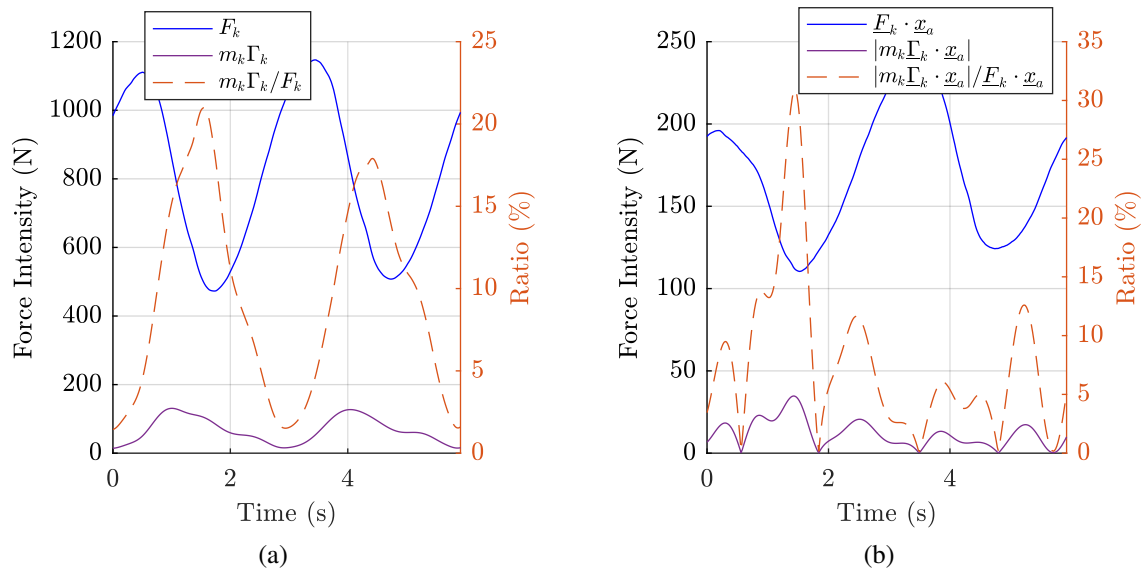 F_k
m_kΓ_k
m_kΓ_k/F_k
1200
1000
800
600
400
200
0
Force Intensity (N)
25
20
15
10
5
0
Ratio (%)
0 2 4
Time (s)
(a)
F_k · x_a
|m_kΓ_k · x_a|
|m_kΓ_k · x_a|/F_k · x_a
250
200
150
100
50
0
Force Intensity (N)
35
30
25
20
15
10
5
0
Ratio (%)
0 2 4
Time (s)
(b)